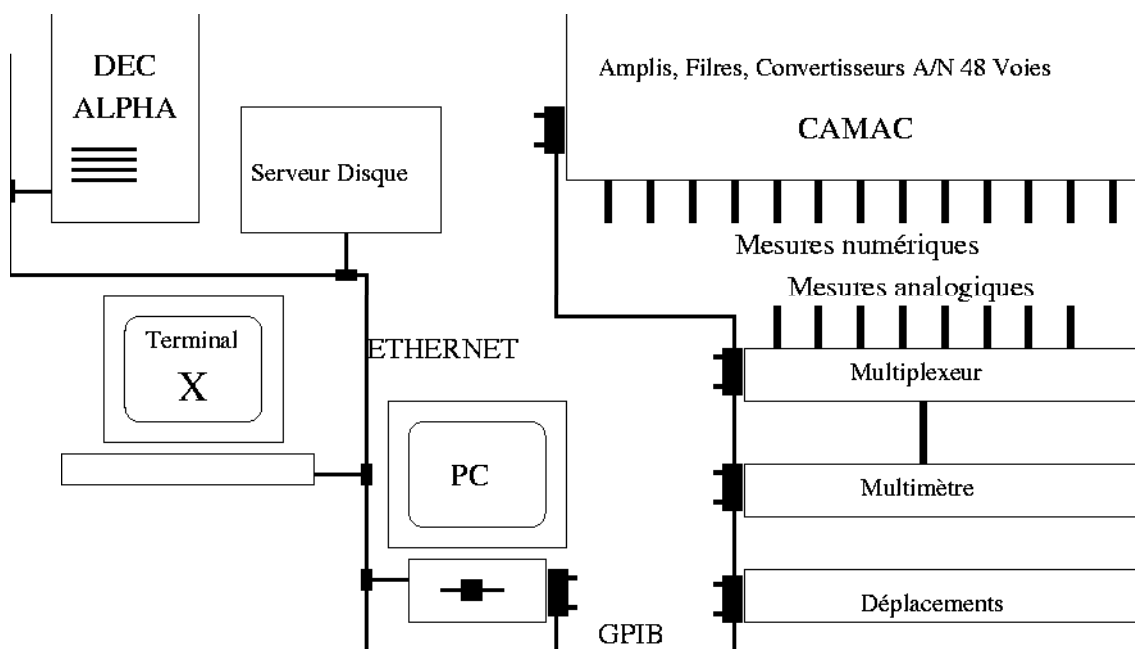 DEC
ALPHA
Amplis, Filres, Convertisseurs A/N 48 Voies
CAMAC
Serveur Disque
Mesures numériques
Mesures analogiques
Terminal
X
ETHERNET
Multiplexeur
PC
Multimètre
Déplacements
GPIB